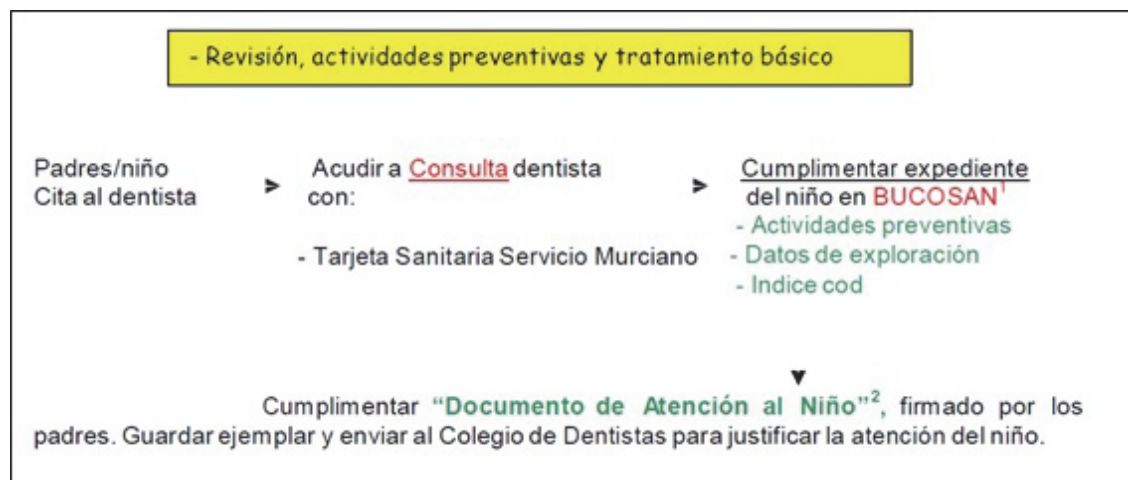 - Revisión, actividades preventivas y tratamiento básico
Padres/niño
Cita al dentista
Acudir a Consulta dentista
con:
- Tarjeta Sanitaria Servicio Murciano
Cumplimentar expediente
del niño en BUCOSAN¹
- Actividades preventivas
- Datos de exploración
- Indice cod
Cumplimentar “Documento de Atención al Niño”², firmado por los
padres. Guardar ejemplar y enviar al Colegio de Dentistas para justificar la atención del niño.